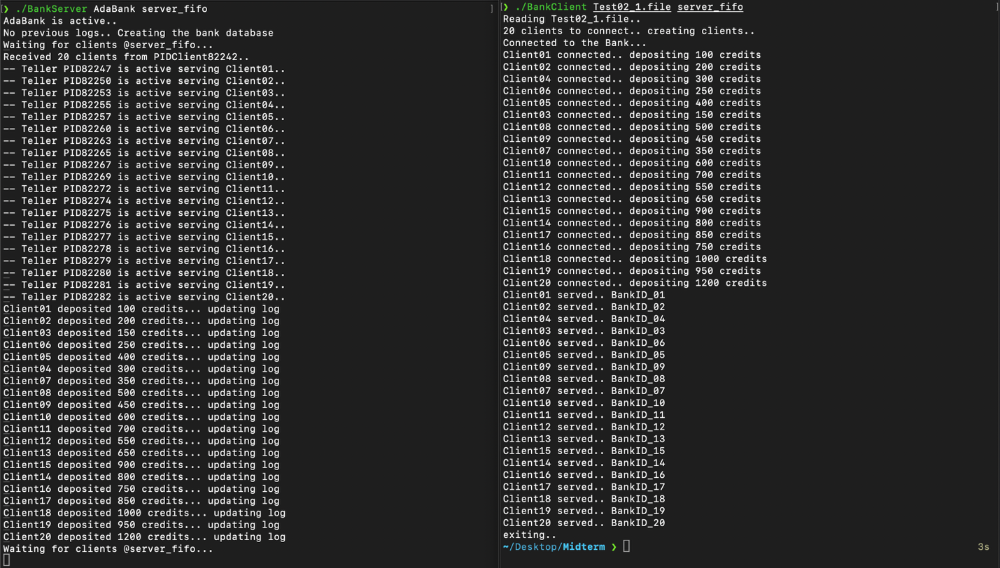 ❯ ./BankServer AdaBank server_fifo
AdaBank is active..
No previous logs.. Creating the bank database
Waiting for clients @server_fifo...
Received 20 clients from PIDClient82242..
-- Teller PID82247 is active serving Client01..
-- Teller PID82250 is active serving Client02..
-- Teller PID82253 is active serving Client03..
-- Teller PID82255 is active serving Client04..
-- Teller PID82257 is active serving Client05..
-- Teller PID82260 is active serving Client06..
-- Teller PID82263 is active serving Client07..
-- Teller PID82265 is active serving Client08..
-- Teller PID82267 is active serving Client09..
-- Teller PID82269 is active serving Client10..
-- Teller PID82272 is active serving Client11..
-- Teller PID82274 is active serving Client12..
-- Teller PID82275 is active serving Client13..
-- Teller PID82276 is active serving Client14..
-- Teller PID82277 is active serving Client15..
-- Teller PID82278 is active serving Client16..
-- Teller PID82279 is active serving Client17..
-- Teller PID82280 is active serving Client18..
-- Teller PID82281 is active serving Client19..
-- Teller PID82282 is active serving Client20..
Client01 deposited 100 credits... updating log
Client02 deposited 200 credits... updating log
Client03 deposited 150 credits... updating log
Client06 deposited 250 credits... updating log
Client05 deposited 400 credits... updating log
Client04 deposited 300 credits... updating log
Client07 deposited 350 credits... updating log
Client08 deposited 500 credits... updating log
Client09 deposited 450 credits... updating log
Client10 deposited 600 credits... updating log
Client11 deposited 700 credits... updating log
Client12 deposited 550 credits... updating log
Client13 deposited 650 credits... updating log
Client15 deposited 900 credits... updating log
Client14 deposited 800 credits... updating log
Client16 deposited 750 credits... updating log
Client17 deposited 850 credits... updating log
Client18 deposited 1000 credits... updating log
Client19 deposited 950 credits... updating log
Client20 deposited 1200 credits... updating log
Waiting for clients @server_fifo...
❯ ./BankClient Test02_1.file server_fifo
Reading Test02_1.file..
20 clients to connect.. creating clients..
Connected to the Bank...
Client01 connected.. depositing 100 credits
Client02 connected.. depositing 200 credits
Client04 connected.. depositing 300 credits
Client06 connected.. depositing 250 credits
Client05 connected.. depositing 400 credits
Client03 connected.. depositing 150 credits
Client08 connected.. depositing 500 credits
Client09 connected.. depositing 450 credits
Client07 connected.. depositing 350 credits
Client10 connected.. depositing 600 credits
Client11 connected.. depositing 700 credits
Client12 connected.. depositing 550 credits
Client13 connected.. depositing 650 credits
Client15 connected.. depositing 900 credits
Client14 connected.. depositing 800 credits
Client17 connected.. depositing 850 credits
Client16 connected.. depositing 750 credits
Client18 connected.. depositing 1000 credits
Client19 connected.. depositing 950 credits
Client20 connected.. depositing 1200 credits
Client01 served.. BankID_01
Client02 served.. BankID_02
Client04 served.. BankID_04
Client03 served.. BankID_03
Client06 served.. BankID_06
Client05 served.. BankID_05
Client09 served.. BankID_09
Client08 served.. BankID_08
Client07 served.. BankID_07
Client10 served.. BankID_10
Client11 served.. BankID_11
Client12 served.. BankID_12
Client13 served.. BankID_13
Client15 served.. BankID_15
Client14 served.. BankID_14
Client16 served.. BankID_16
Client17 served.. BankID_17
Client18 served.. BankID_18
Client19 served.. BankID_19
Client20 served.. BankID_20
exiting..
~/Desktop/Midterm ❯ 3s